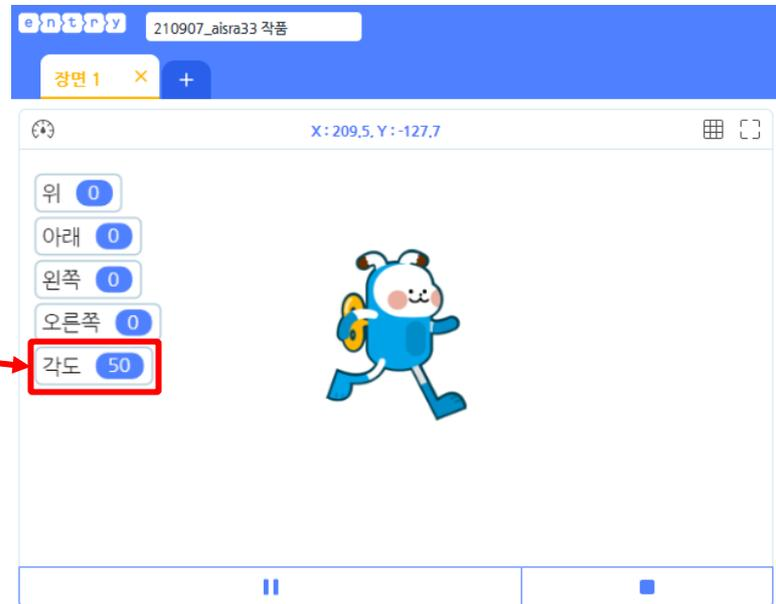 entry
210907_aisra33 작품
장면 1 × +
X : 209.5, Y : -127.7
위 0
아래 0
왼쪽 0
오른쪽 0
각도 50